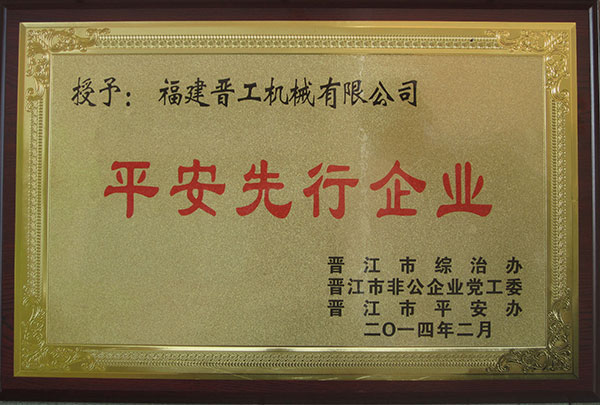 授予：福建晋工机械有限公司
平安先行企业
晋江市综治办
晋江市非公企业党工委
晋江市平安办
二〇一四年二月